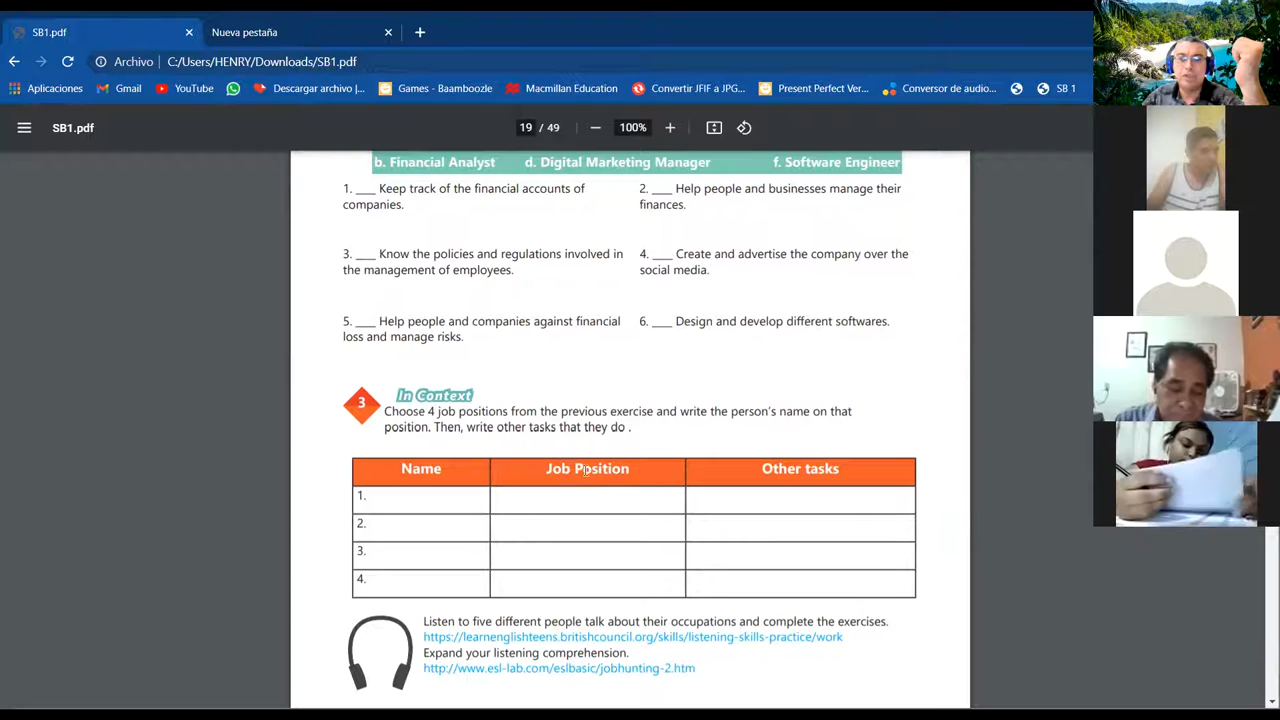 SB1.pdf
Nueva pestaña
Archivo C:/Users/HENRY/Downloads/SB1.pdf
Aplicaciones Gmail YouTube Descargar archivo |... Games - Baamboozle Macmillan Education Convertir JFIF a JPG... Present Perfect Ver... Conversor de audio... SB 1
SB1.pdf 19 / 49 100%
b. Financial Analyst d. Digital Marketing Manager f. Software Engineer
1. ___ Keep track of the financial accounts of companies.
2. ___ Help people and businesses manage their finances.
3. ___ Know the policies and regulations involved in the management of employees.
4. ___ Create and advertise the company over the social media.
5. ___ Help people and companies against financial loss and manage risks.
6. ___ Design and develop different softwares.
3 In Context
Choose 4 job positions from the previous exercise and write the person's name on that
position. Then, write other tasks that they do .
Name Job Position Other tasks
1.
2.
3.
4.
Listen to five different people talk about their occupations and complete the exercises.
https://learnenglishteens.britishcouncil.org/skills/listening-skills-practice/work
Expand your listening comprehension.
http://www.esl-lab.com/eslbasic/jobhunting-2.htm